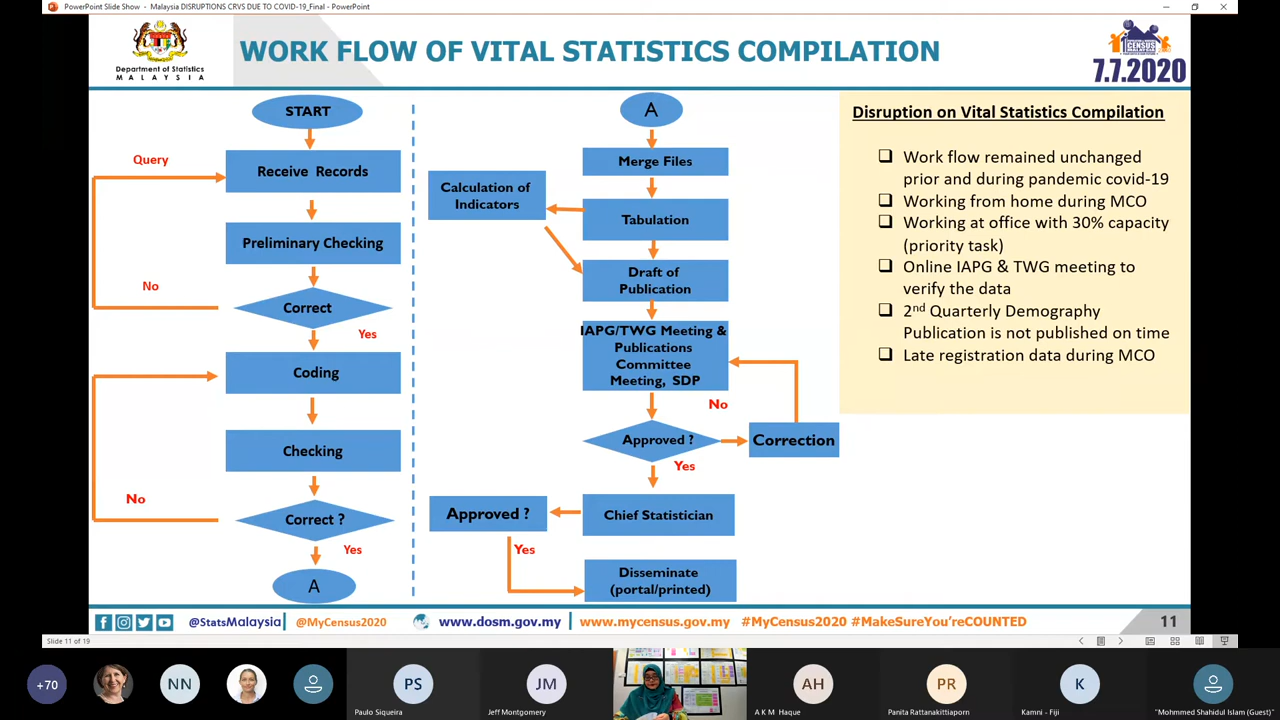 PowerPoint Slide Show - Malaysia DISRUPTIONS CRVS DUE TO COVID-19_Final - PowerPoint
Department of Statistics
MALAYSIA
WORK FLOW OF VITAL STATISTICS COMPILATION
CENSUS
7.7.2020
START
Query
Receive Records
Preliminary Checking
No
Correct
Yes
Coding
Checking
No
Correct ?
Yes
A
A
Merge Files
Calculation of
Indicators
Tabulation
Draft of
Publication
IAPG/TWG Meeting &
Publications
Committee
Meeting, SDP
No
Approved ?
Correction
Yes
Approved ?
Chief Statistician
Yes
Disseminate
(portal/printed)
Disruption on Vital Statistics Compilation
Work flow remained unchanged
prior and during pandemic covid-19
Working from home during MCO
Working at office with 30% capacity
(priority task)
Online IAPG & TWG meeting to
verify the data
2nd Quarterly Demography
Publication is not published on time
Late registration data during MCO
@StatsMalaysia
@MyCensus2020
www.dosm.gov.my
www.mycensus.gov.my
#MyCensus2020 #MakeSureYou'reCOUNTED
11
Slide 11 of 19
+70
NN
PS
Paulo Siqueira
JM
Jeff Montgomery
AH
A K M Haque
PR
Panita Rattanakittiaporn
K
Kamni - Fiji
"Mohmmed Shahidul Islam (Guest)"